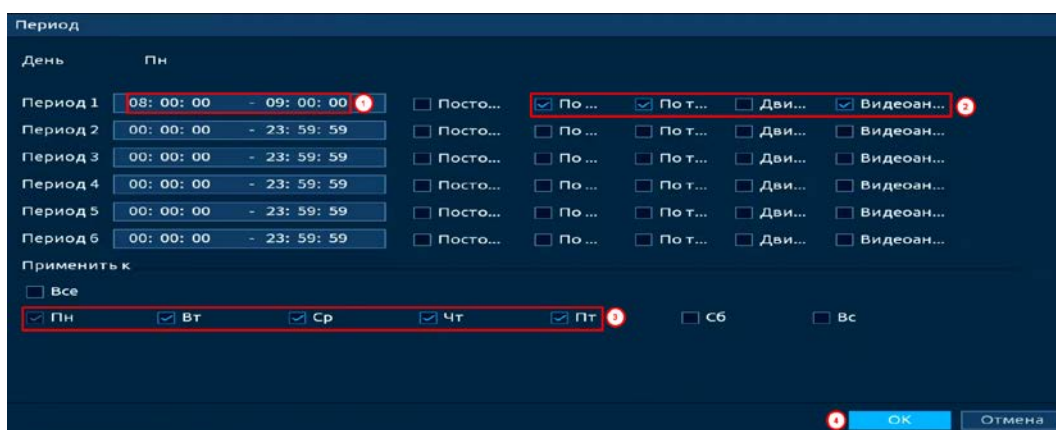 Период
День Пн
Период 1 08: 00: 00 - 09: 00: 00 1 Посто... По ... По т... Дви... Видеоан... 2
Период 2 00: 00: 00 - 23: 59: 59 Посто... По ... По т... Дви... Видеоан...
Период 3 00: 00: 00 - 23: 59: 59 Посто... По ... По т... Дви... Видеоан...
Период 4 00: 00: 00 - 23: 59: 59 Посто... По ... По т... Дви... Видеоан...
Период 5 00: 00: 00 - 23: 59: 59 Посто... По ... По т... Дви... Видеоан...
Период 6 00: 00: 00 - 23: 59: 59 Посто... По ... По т... Дви... Видеоан...
Применить к
Все
Пн Вт Ср Чт Пт 3 Сб Вс
4 OK Отмена